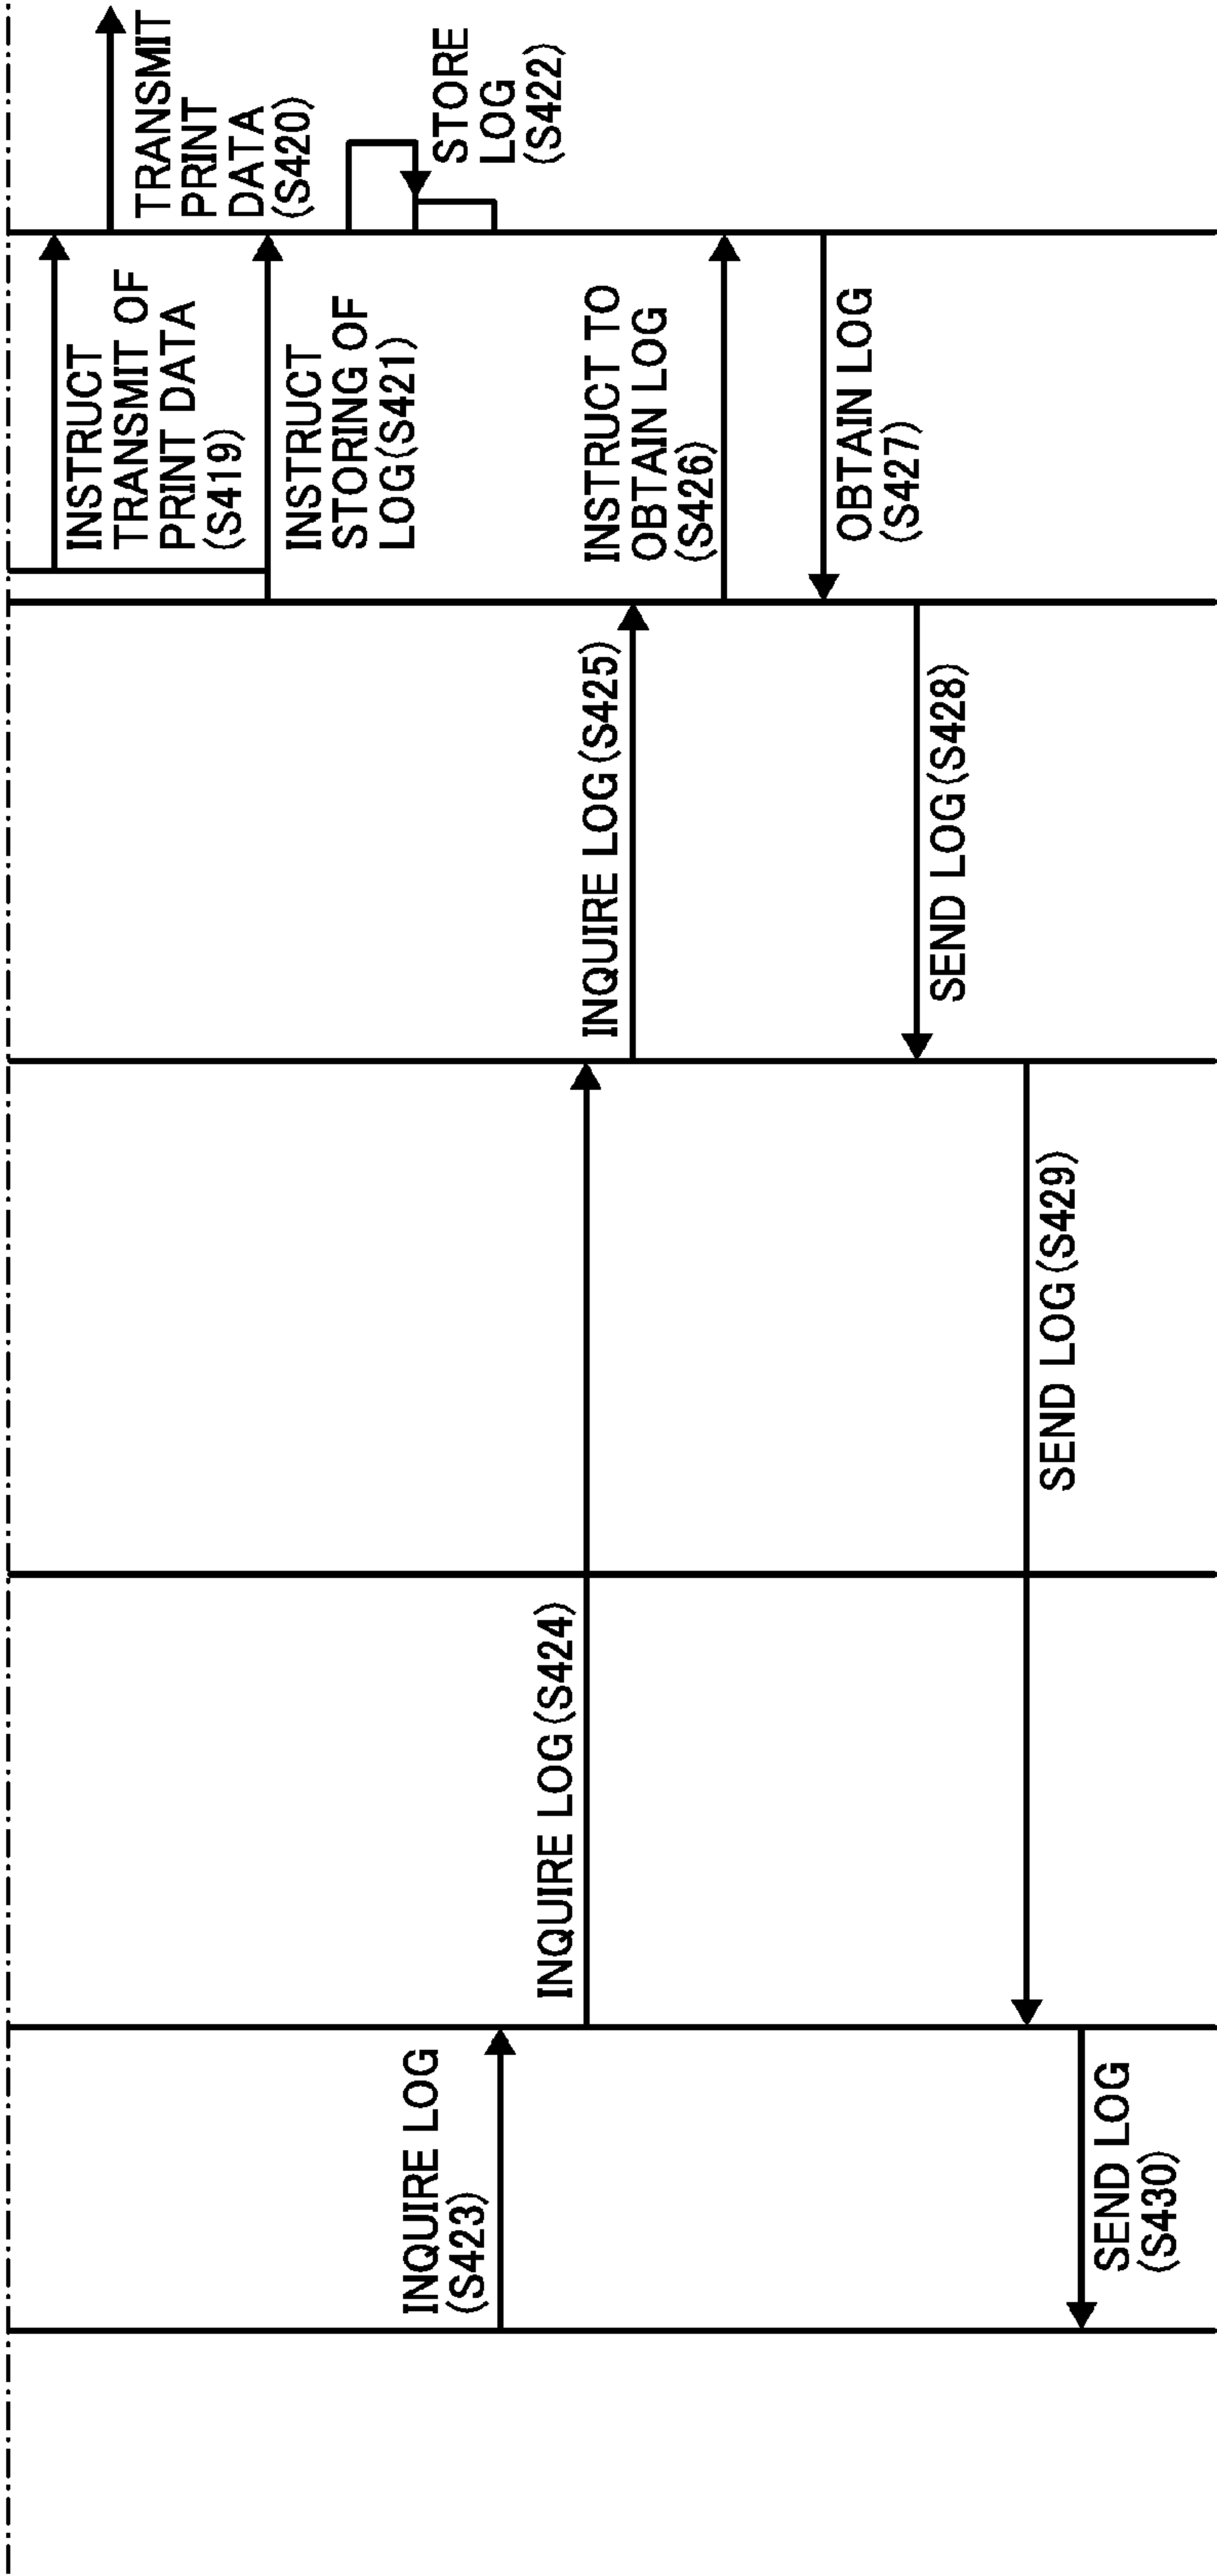 INSTRUCT
TRANSMIT OF
PRINT DATA
(S419)
TRANSMIT
PRINT
DATA
(S420)
INSTRUCT
STORING OF
LOG(S421)
STORE
LOG
(S422)
INQUIRE LOG
(S423)
INQUIRE LOG(S424)
INQUIRE LOG(S425)
INSTRUCT TO
OBTAIN LOG
(S426)
OBTAIN LOG
(S427)
SEND LOG(S428)
SEND LOG(S429)
SEND LOG
(S430)